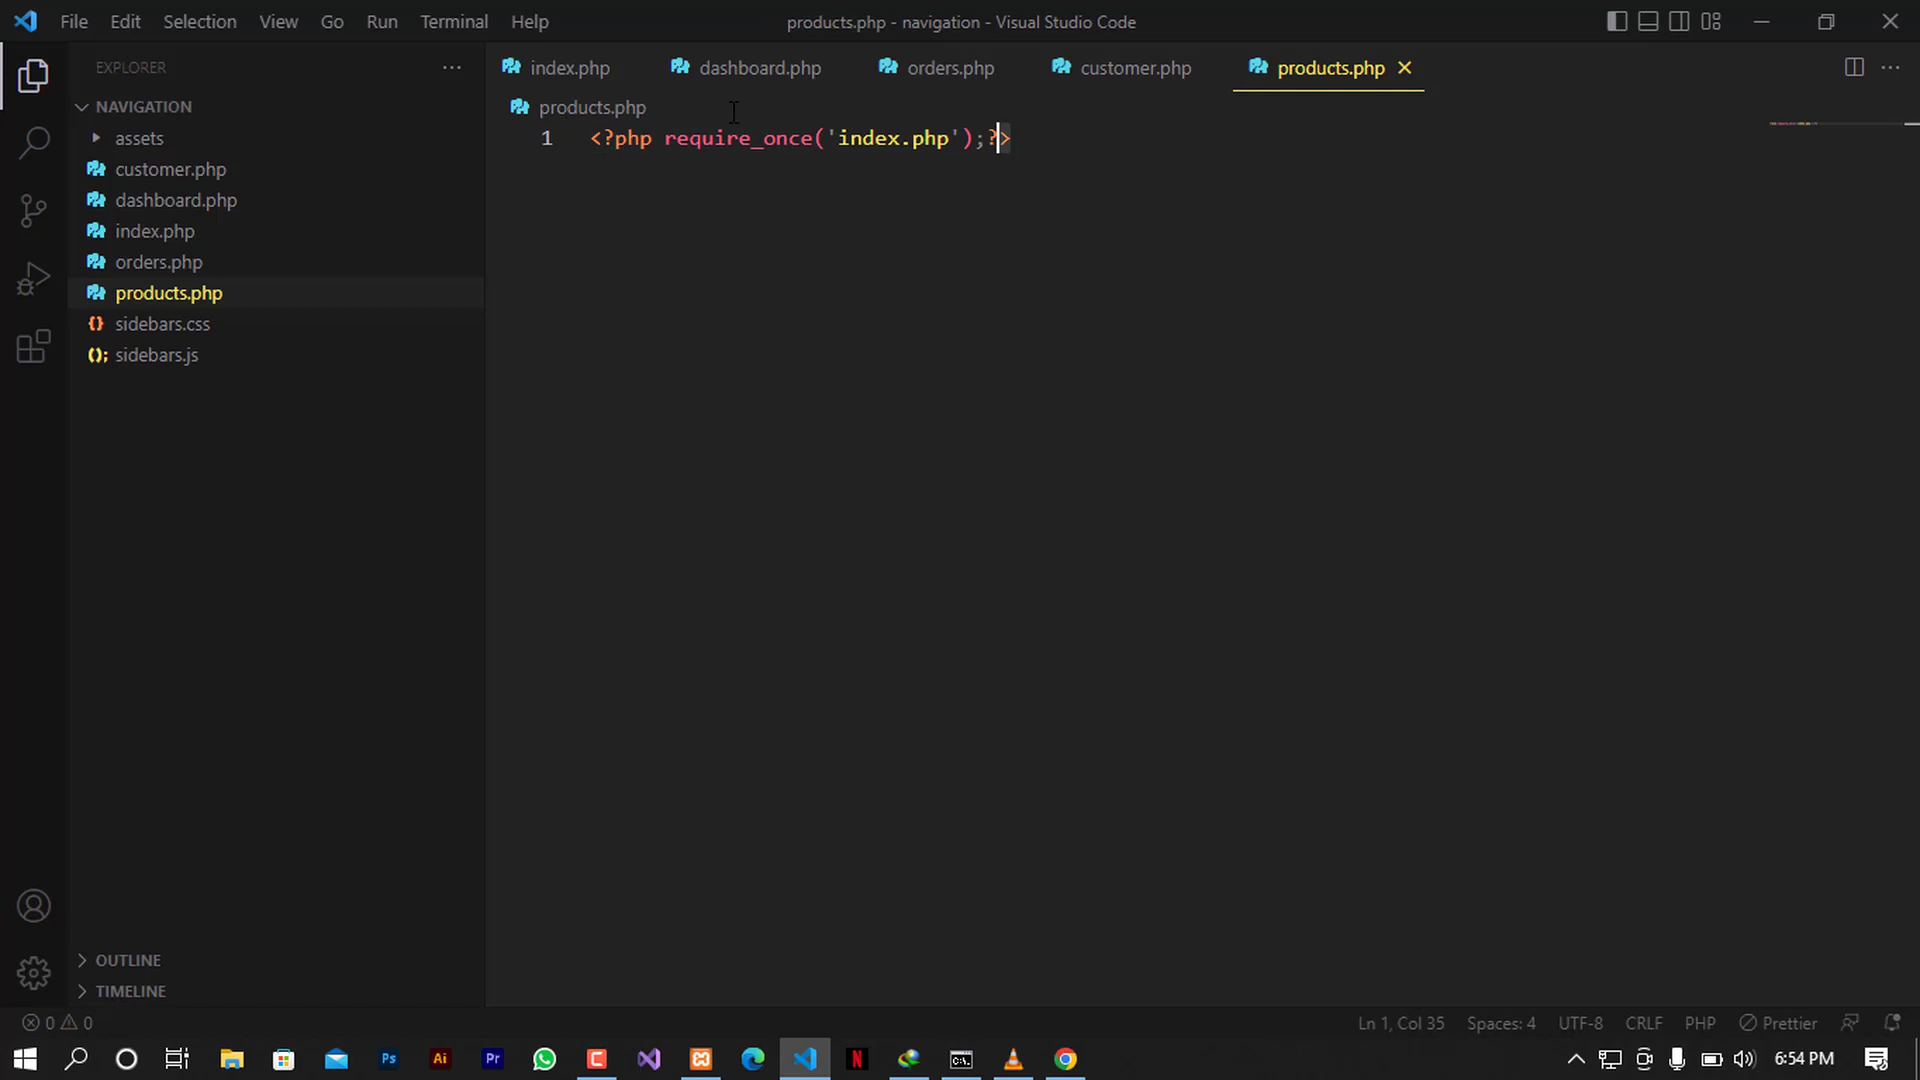 File Edit Selection View Go Run Terminal Help products.php - navigation - Visual Studio Code
EXPLORER
NAVIGATION
assets
customer.php
dashboard.php
index.php
orders.php
products.php
sidebars.css
sidebars.js
OUTLINE
TIMELINE
index.php dashboard.php orders.php customer.php products.php
products.php
1 <?php require_once('index.php');?>
0 0 Ln 1, Col 35 Spaces: 4 UTF-8 CRLF PHP Prettier
Ps Ai Pr 6:54 PM